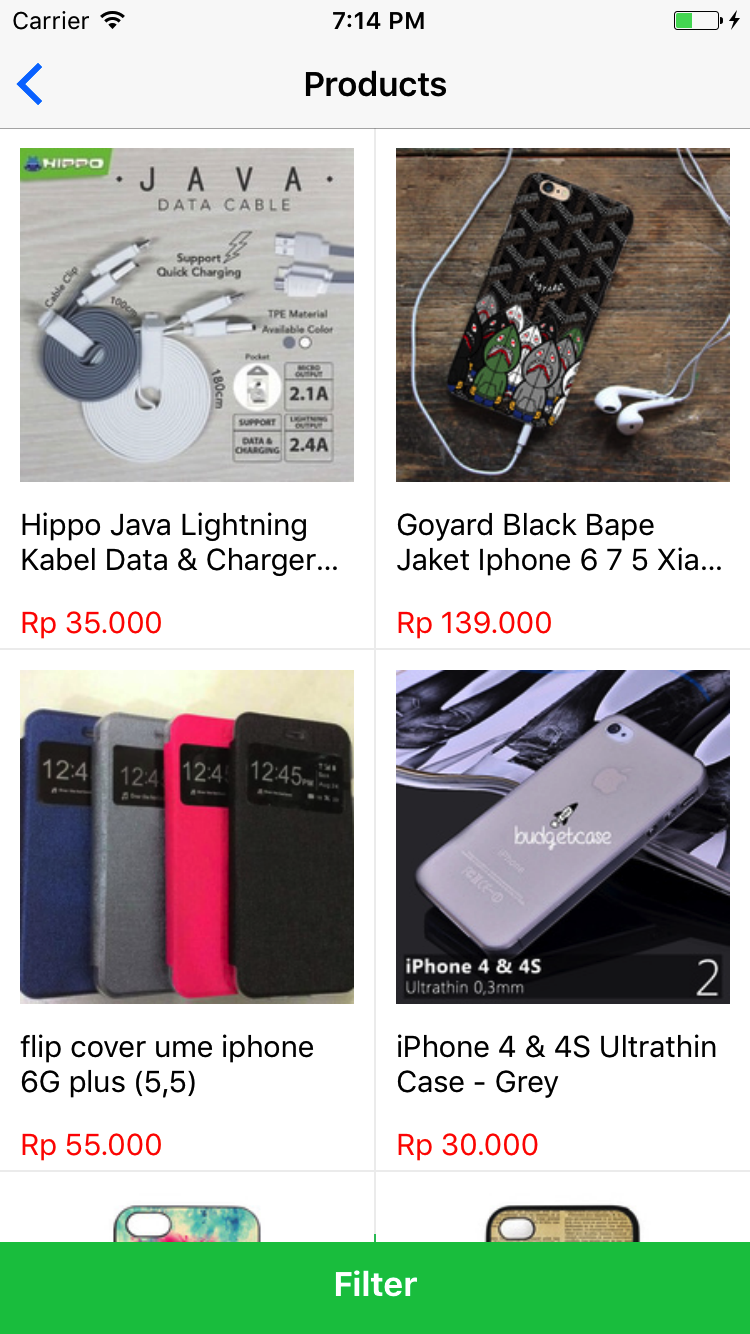 Carrier
7:14 PM
Products
HIPPO
· J A V A ·
DATA CABLE
Support
Quick Charging
Cable Clip
100cm
TPE Material
Available Color
Pocket
180cm
MICRO
OUTPUT
2.1A
SUPPORT
DATA &
CHARGING
LIGHTNING
OUTPUT
2.4A
Hippo Java Lightning
Kabel Data & Charger...
Rp 35.000
Goyard Black Bape
Jaket Iphone 6 7 5 Xia...
Rp 139.000
12:4
12:4
12:45
12:45PM
flip cover ume iphone
6G plus (5,5)
Rp 55.000
budgetcase
iPhone
iPhone 4 & 4S
Ultrathin 0,3mm
2
iPhone 4 & 4S Ultrathin
Case - Grey
Rp 30.000
Filter